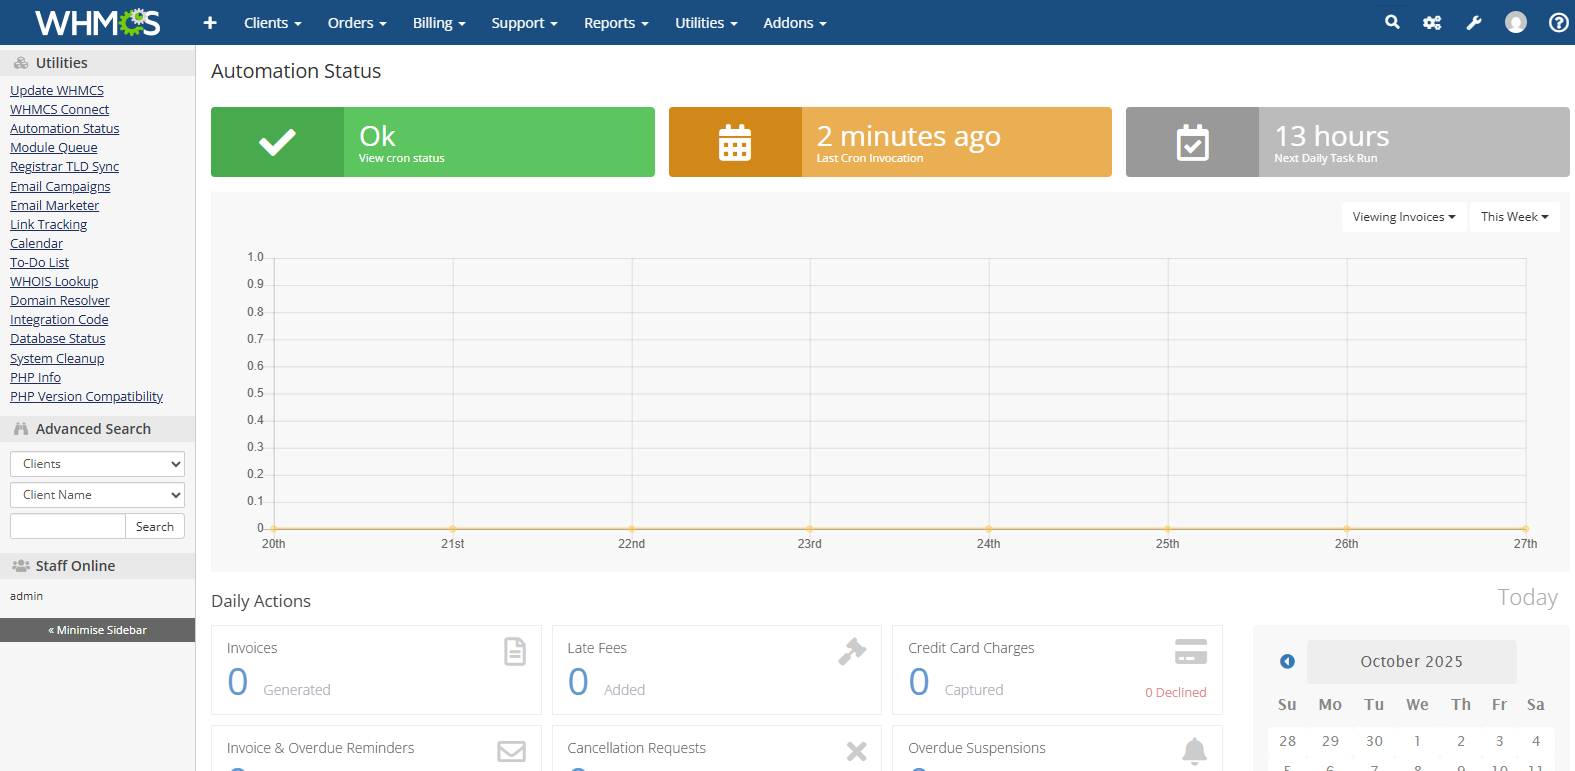 WHMCS
Clients
Orders
Billing
Support
Reports
Utilities
Addons
Utilities
Update WHMCS
WHMCS Connect
Automation Status
Module Queue
Registrar TLD Sync
Email Campaigns
Email Marketer
Link Tracking
Calendar
To-Do List
WHOIS Lookup
Domain Resolver
Integration Code
Database Status
System Cleanup
PHP Info
PHP Version Compatibility
Advanced Search
Clients
Client Name
Search
Staff Online
admin
« Minimise Sidebar
Automation Status
Ok
View cron status
2 minutes ago
Last Cron Invocation
13 hours
Next Daily Task Run
Viewing Invoices
This Week
1.0
0.9
0.8
0.7
0.6
0.5
0.4
0.3
0.2
0.1
0
20th 21st 22nd 23rd 24th 25th 26th 27th
Daily Actions
Today
Invoices
0 Generated
Late Fees
0 Added
Credit Card Charges
0 Captured
0 Declined
Invoice & Overdue Reminders
Cancellation Requests
Overdue Suspensions
October 2025
Su Mo Tu We Th Fr Sa
28 29 30 1 2 3 4